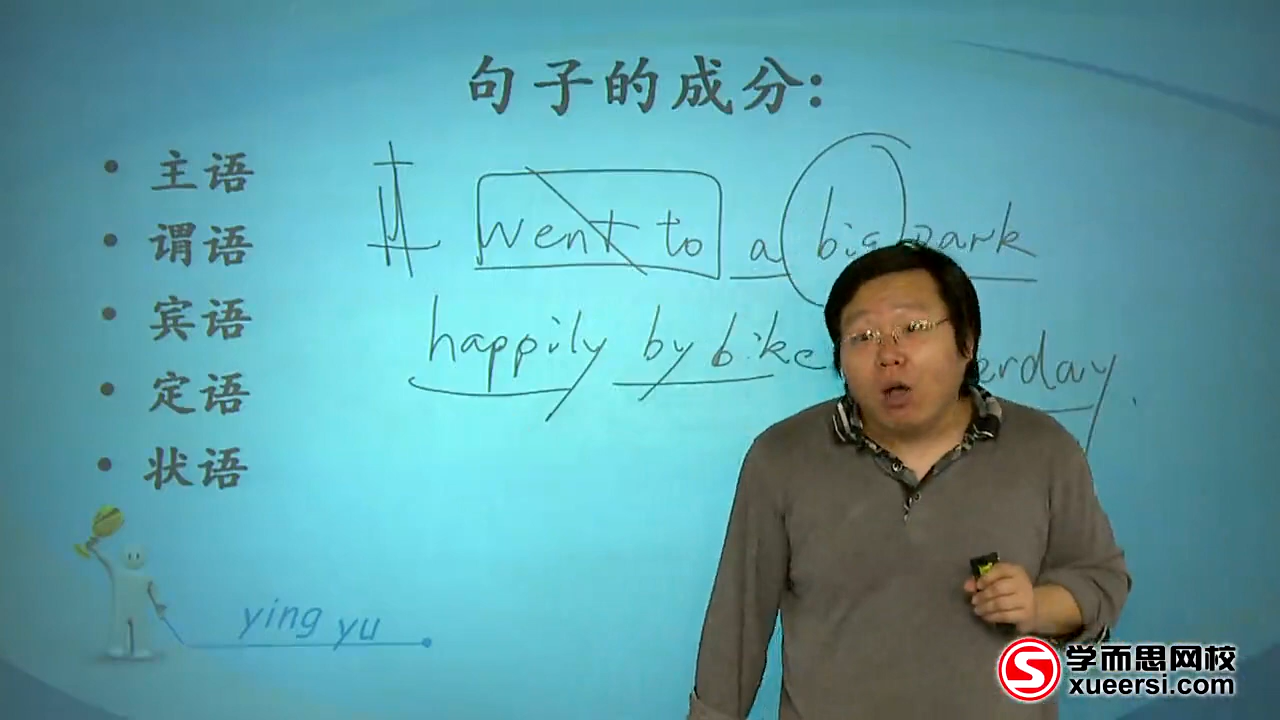 句子的成分:
• 主语
• 谓语
• 宾语
• 定语
• 状语
I went to a big park
happily by bike
ying yu
学而思网校
xueersi.com